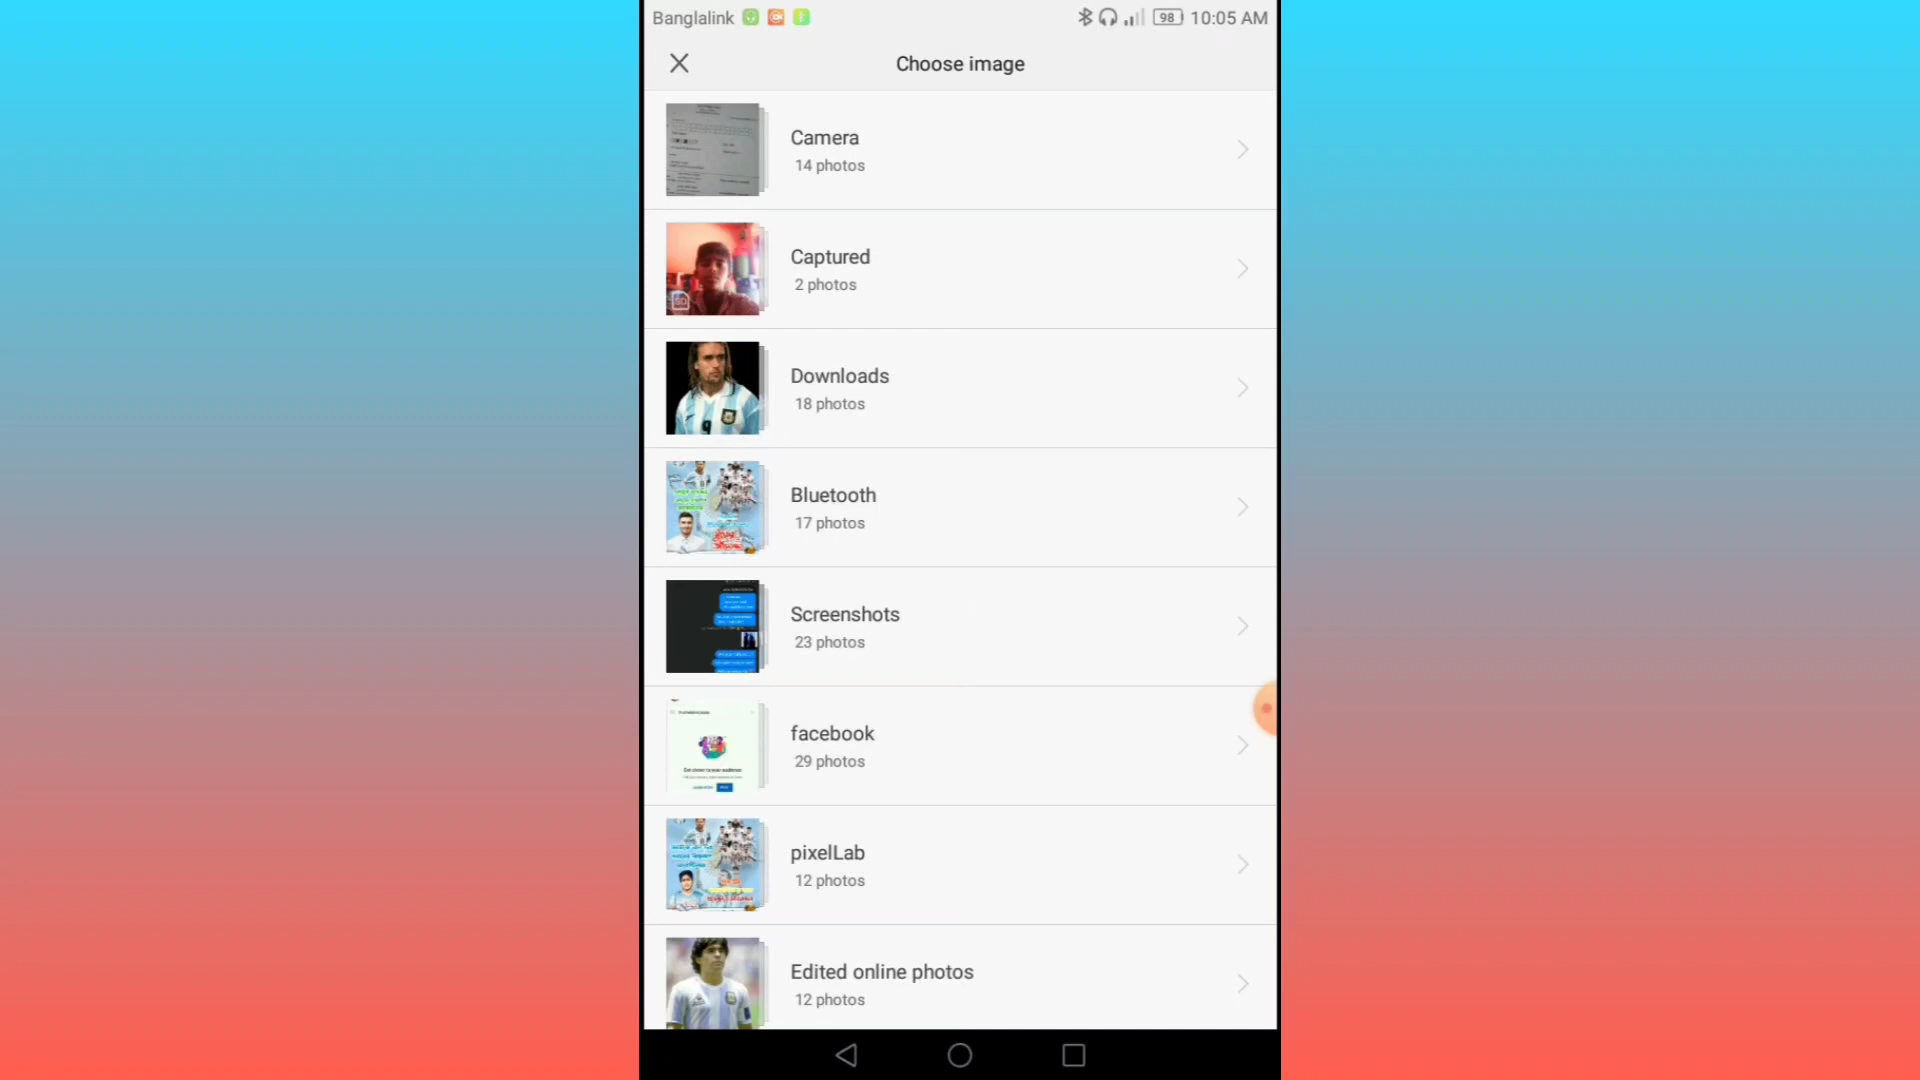 Banglalink
98 10:05 AM
Choose image
Camera
14 photos
Captured
2 photos
Downloads
18 photos
Bluetooth
17 photos
Screenshots
23 photos
facebook
29 photos
pixelLab
12 photos
Edited online photos
12 photos